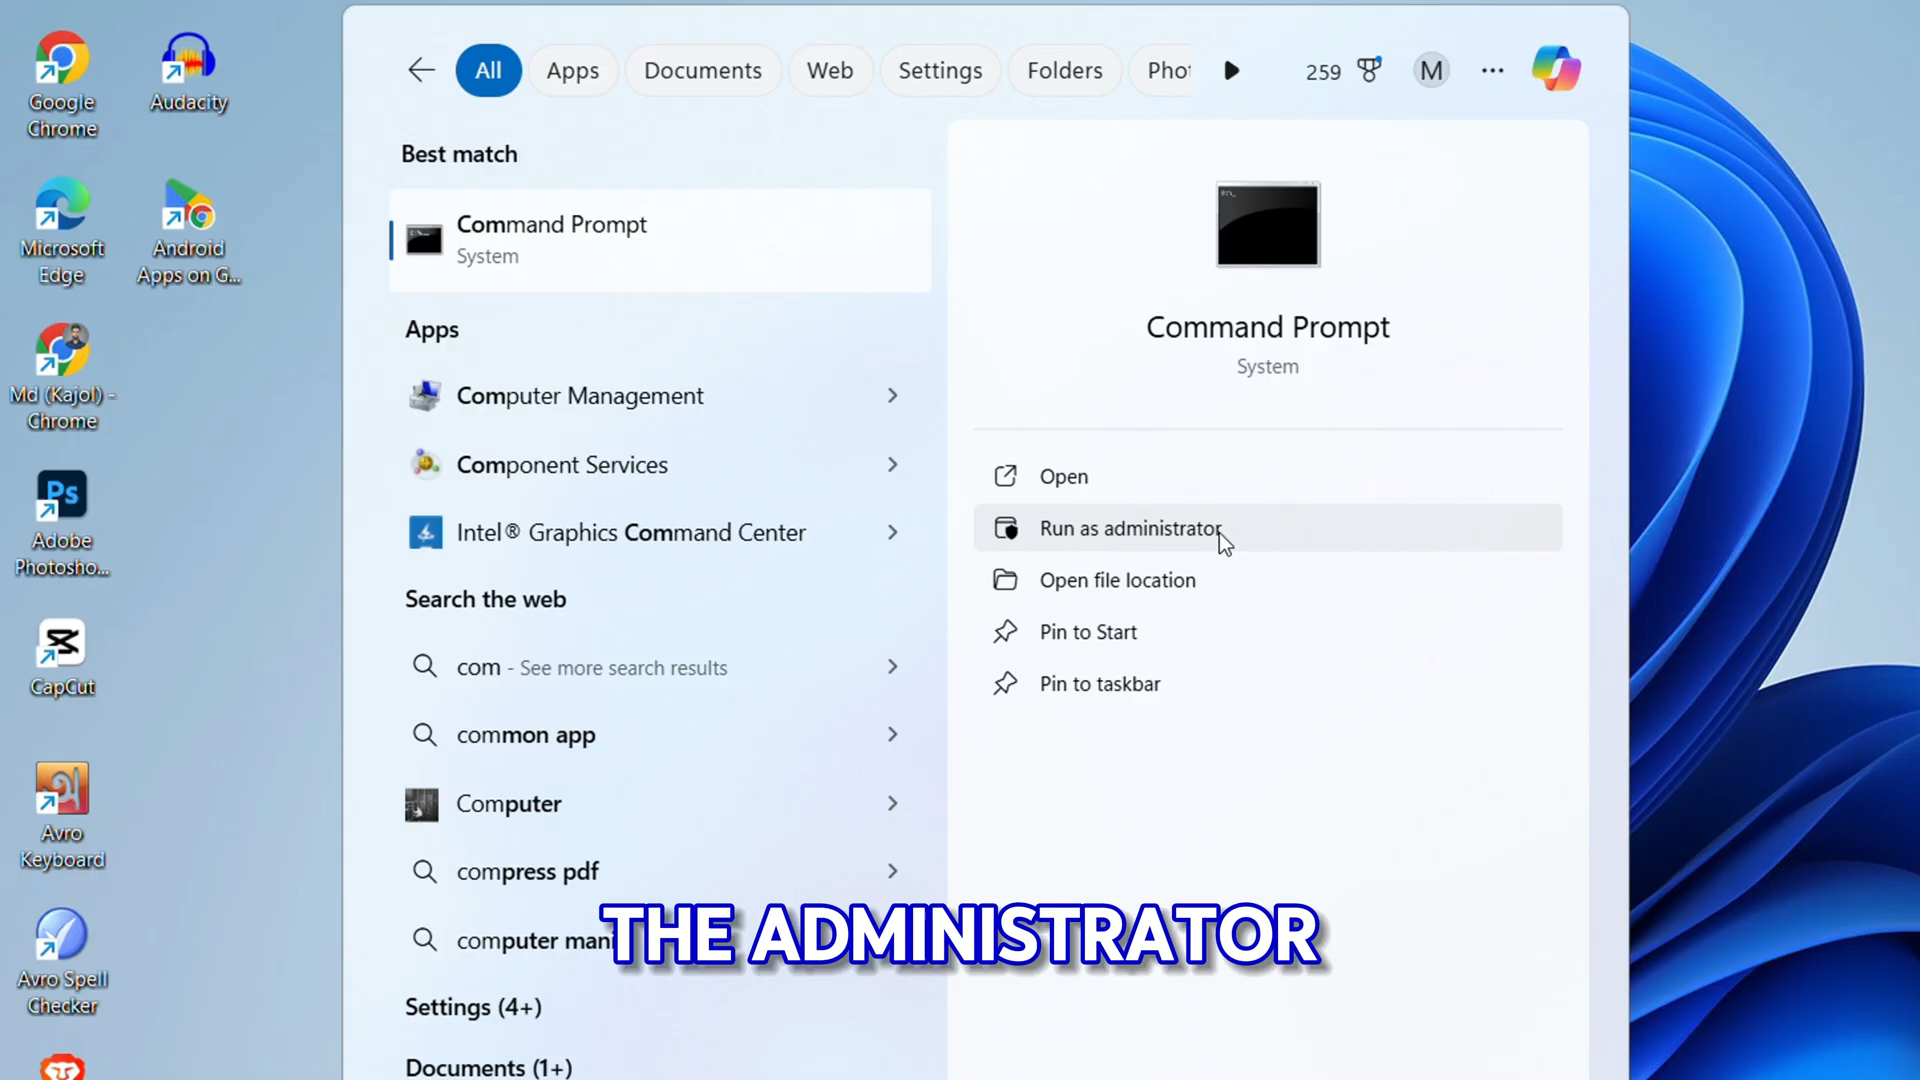 Google
Chrome
Audacity
Microsoft
Edge
Android
Apps on G...
Md (Kajol) -
Chrome
Ps
Adobe
Photosho...
CapCut
Avro
Keyboard
Avro Spell
Checker
All
Apps
Documents
Web
Settings
Folders
Phot
259
M
Best match
Command Prompt
System
Apps
Computer Management
Component Services
Intel® Graphics Command Center
Search the web
com - See more search results
common app
Computer
compress pdf
computer mani
Settings (4+)
Documents (1+)
Command Prompt
System
Open
Run as administrator
Open file location
Pin to Start
Pin to taskbar
THE ADMINISTRATOR